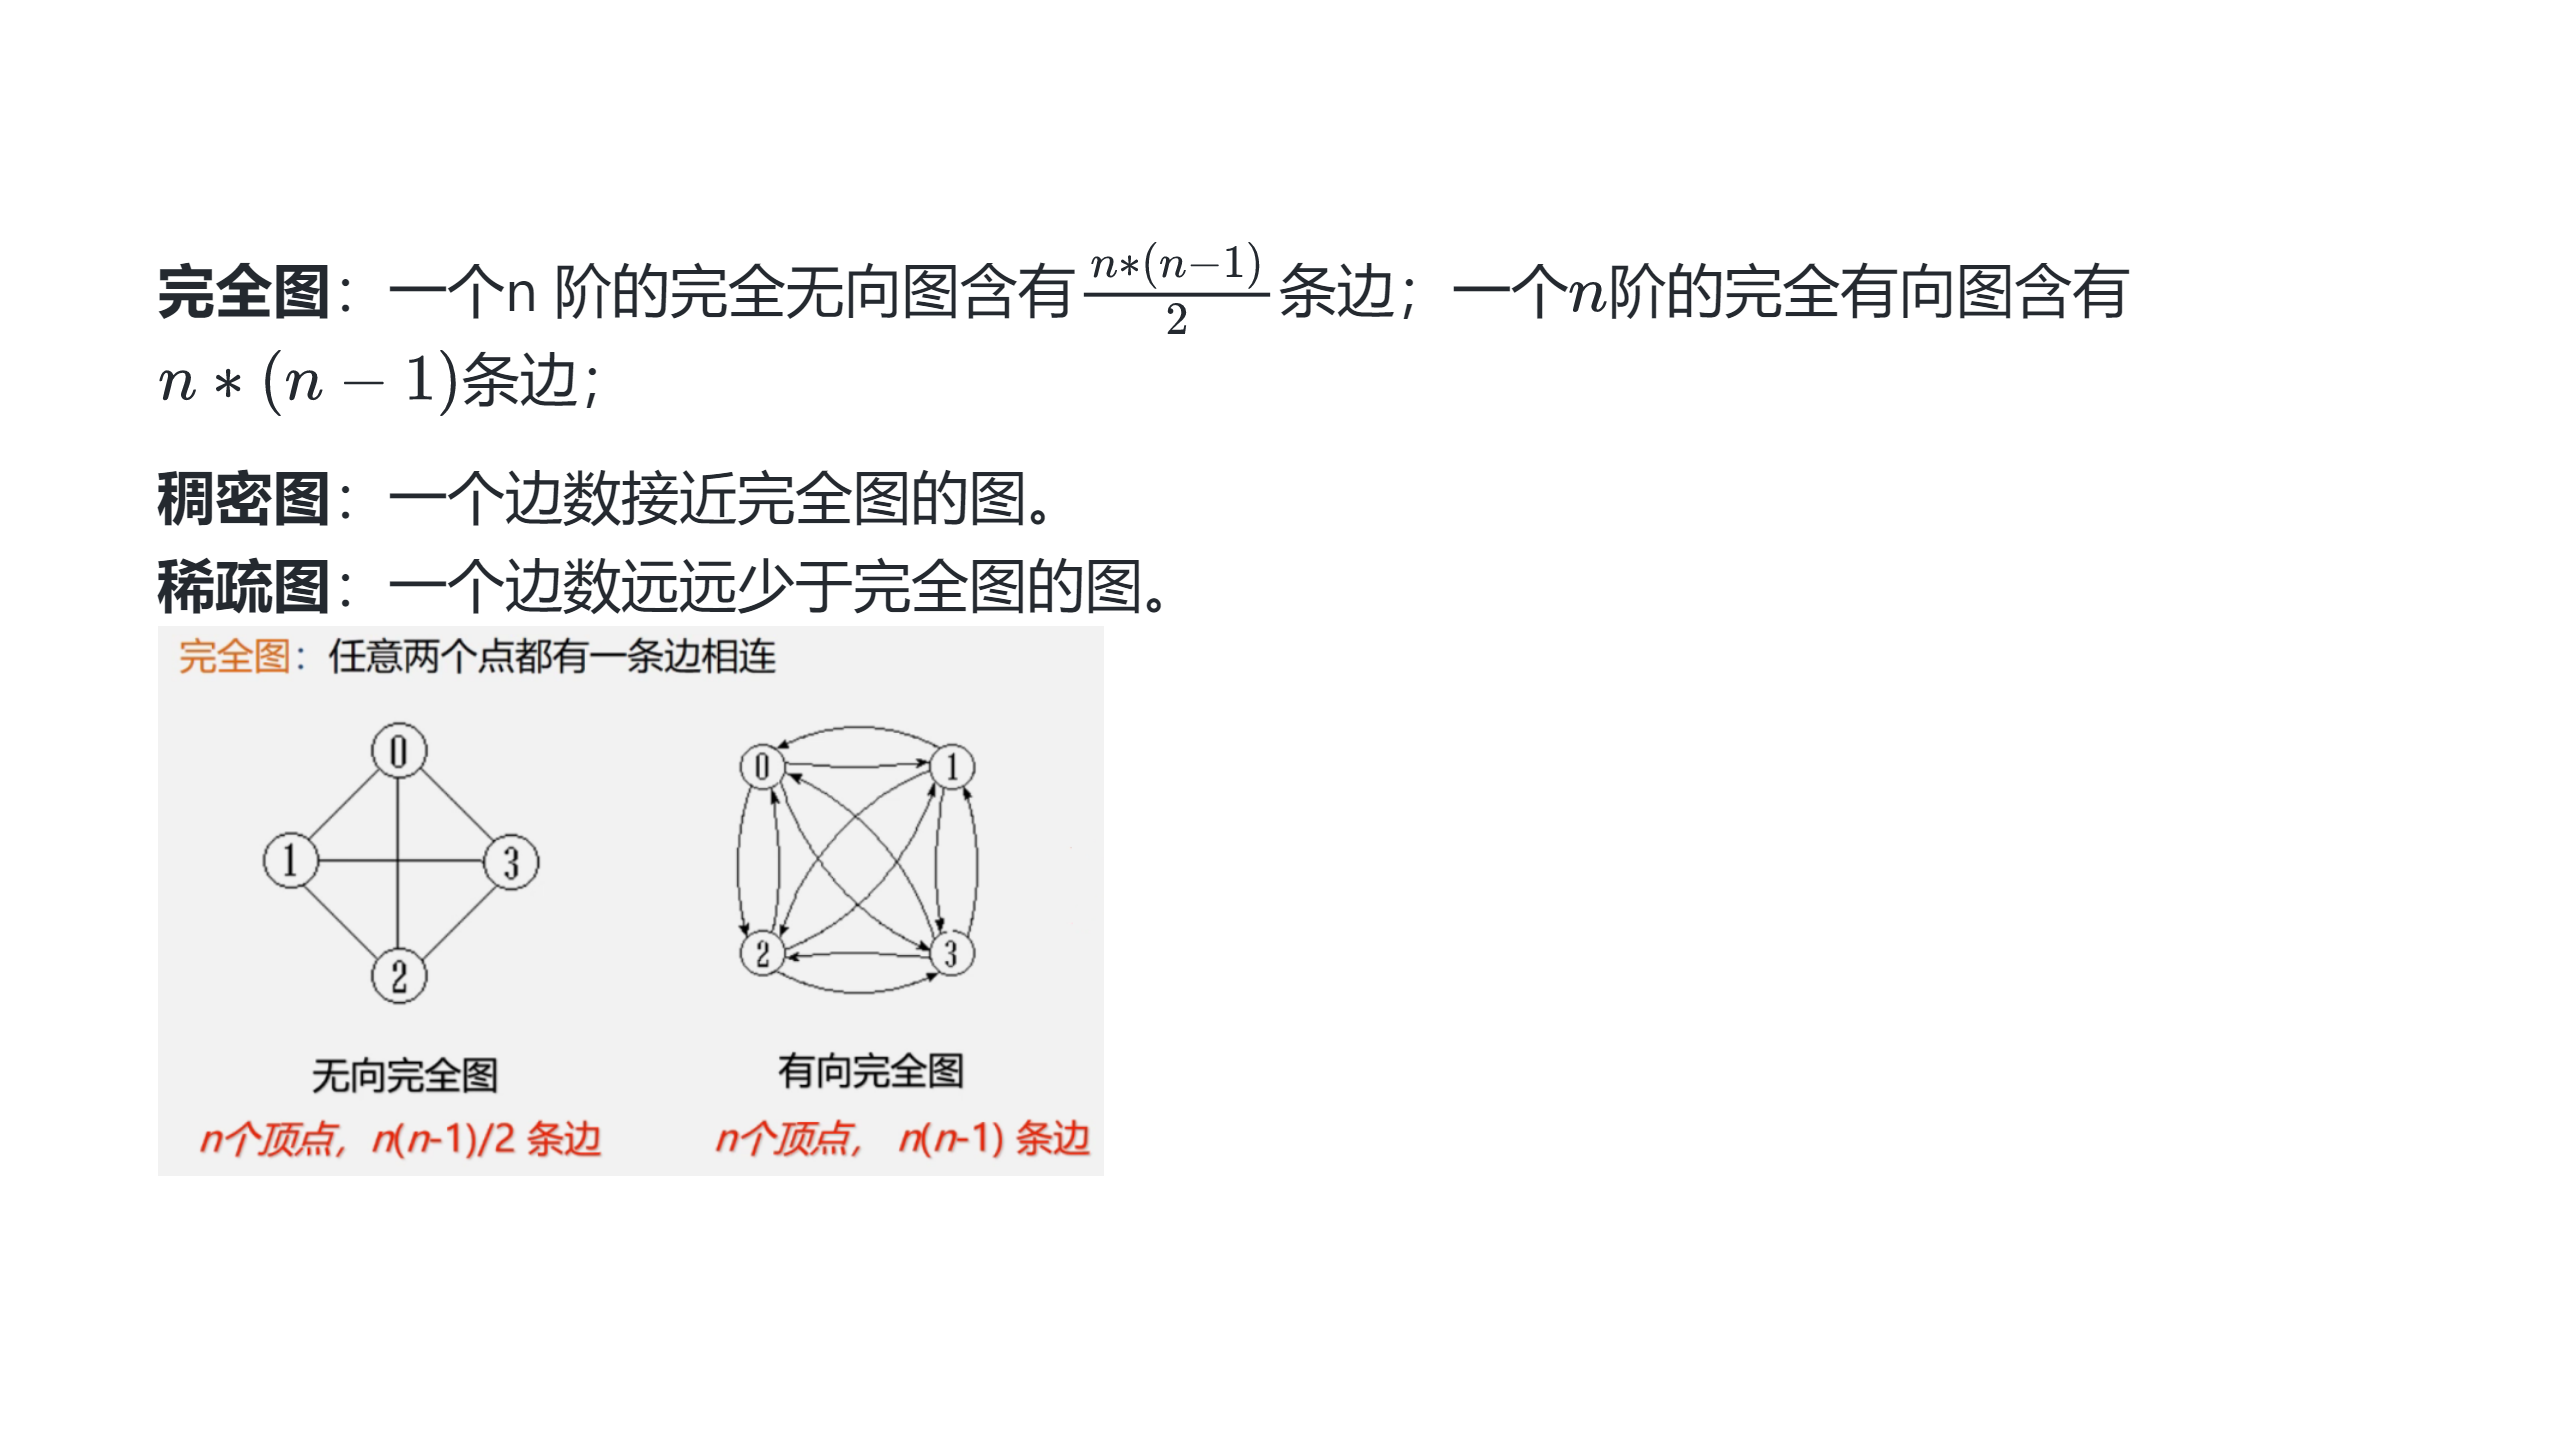 完全图：一个n 阶的完全无向图含有$\frac{n*(n-1)}{2}$条边；一个n阶的完全有向图含有
n * (n − 1)条边；
稠密图：一个边数接近完全图的图。
稀疏图：一个边数远远少于完全图的图。
完全图：任意两个点都有一条边相连
0
1
3
2
0
1
2
3
无向完全图
有向完全图
n个顶点，n(n-1)/2 条边
n个顶点， n(n-1) 条边